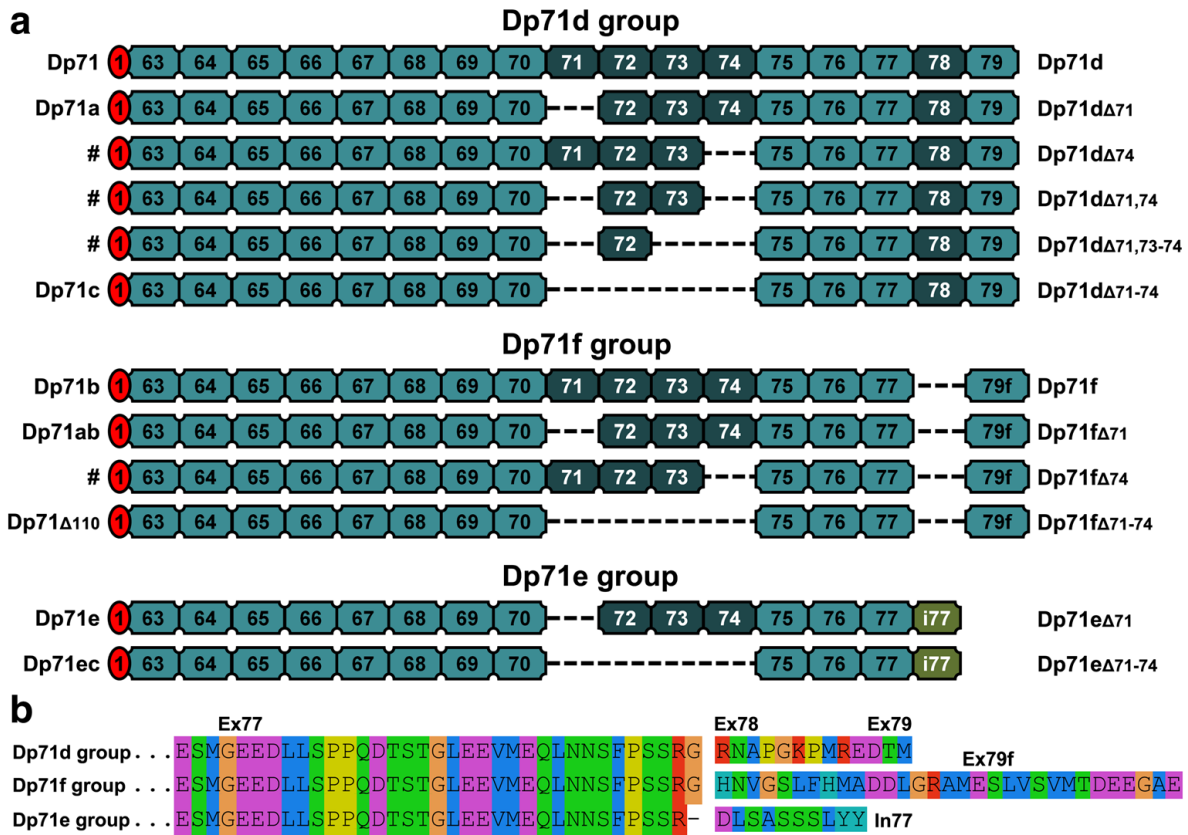 a
Dp71d group
Dp71 1 63 64 65 66 67 68 69 70 71 72 73 74 75 76 77 78 79 Dp71d
Dp71a 1 63 64 65 66 67 68 69 70 72 73 74 75 76 77 78 79 Dp71dΔ71
# 1 63 64 65 66 67 68 69 70 71 72 73 75 76 77 78 79 Dp71dΔ74
# 1 63 64 65 66 67 68 69 70 72 73 75 76 77 78 79 Dp71dΔ71,74
# 1 63 64 65 66 67 68 69 70 72 75 76 77 78 79 Dp71dΔ71,73-74
Dp71c 1 63 64 65 66 67 68 69 70 75 76 77 78 79 Dp71dΔ71-74
Dp71f group
Dp71b 1 63 64 65 66 67 68 69 70 71 72 73 74 75 76 77 79f Dp71f
Dp71ab 1 63 64 65 66 67 68 69 70 72 73 74 75 76 77 79f Dp71fΔ71
# 1 63 64 65 66 67 68 69 70 71 72 73 75 76 77 79f Dp71fΔ74
Dp71Δ110 1 63 64 65 66 67 68 69 70 75 76 77 79f Dp71fΔ71-74
Dp71e group
Dp71e 1 63 64 65 66 67 68 69 70 72 73 74 75 76 77 i77 Dp71eΔ71
Dp71ec 1 63 64 65 66 67 68 69 70 75 76 77 i77 Dp71eΔ71-74
b
Ex77 Ex78 Ex79
Dp71d group . . . ESMGEEDLLSPPQDTSTGLEEVMEQLNNSFPSSRG RNAPGKPMREDTM
Ex79f
Dp71f group . . . ESMGEEDLLSPPQDTSTGLEEVMEQLNNSFPSSRG HNVGSLFHMADDLGRAMESLVSVMTDEEGAE
Dp71e group . . . ESMGEEDLLSPPQDTSTGLEEVMEQLNNSFPSSR- DLSASSSLYY In77